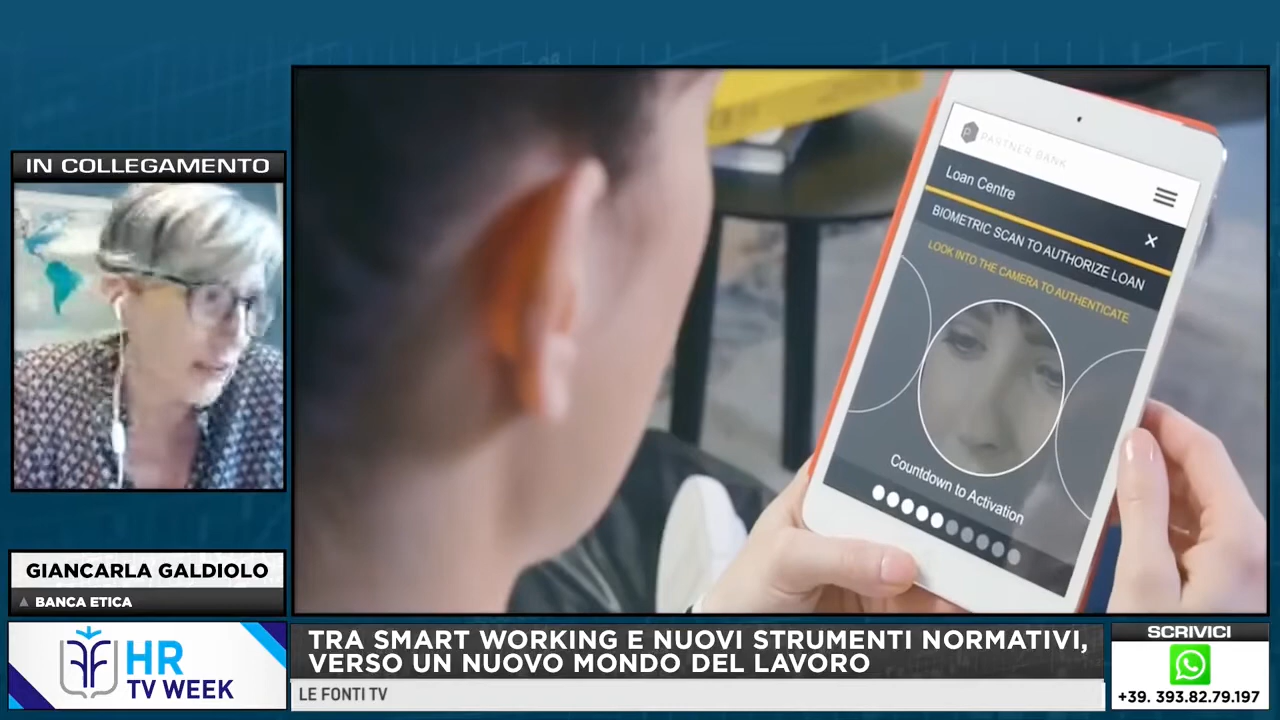 IN COLLEGAMENTO
PARTNER BANK
Loan Centre
BIOMETRIC SCAN TO AUTHORIZE LOAN
LOOK INTO THE CAMERA TO AUTHENTICATE
Countdown to Activation
GIANCARLA GALDIOLO
BANCA ETICA
HR
TV WEEK
TRA SMART WORKING E NUOVI STRUMENTI NORMATIVI,
VERSO UN NUOVO MONDO DEL LAVORO
LE FONTI TV
SCRIVICI
+39. 393.82.79.197